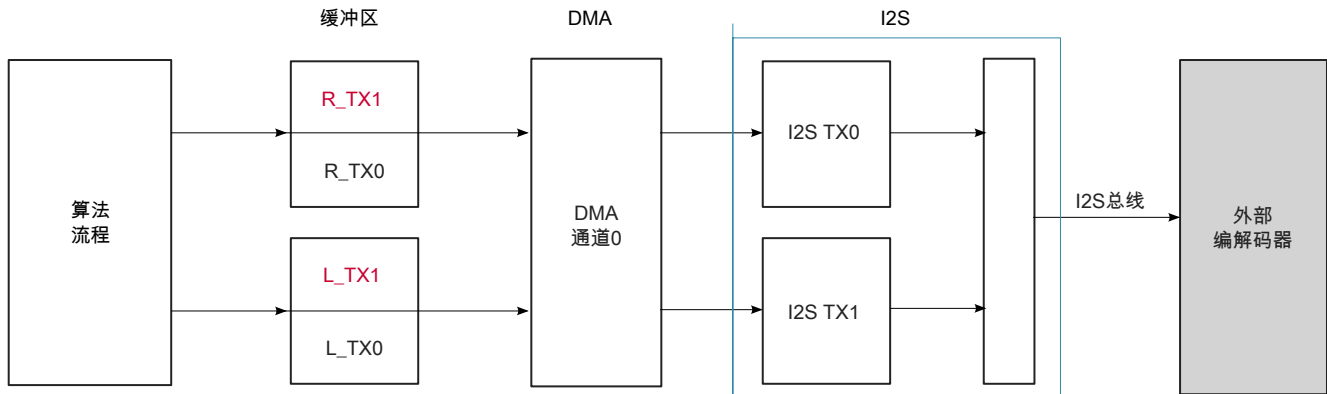 缓冲区
DMA
I2S
算法
流程
R_TX1
R_TX0
L_TX1
L_TX0
DMA
通道0
I2S TX0
I2S TX1
I2S总线
外部
编解码器